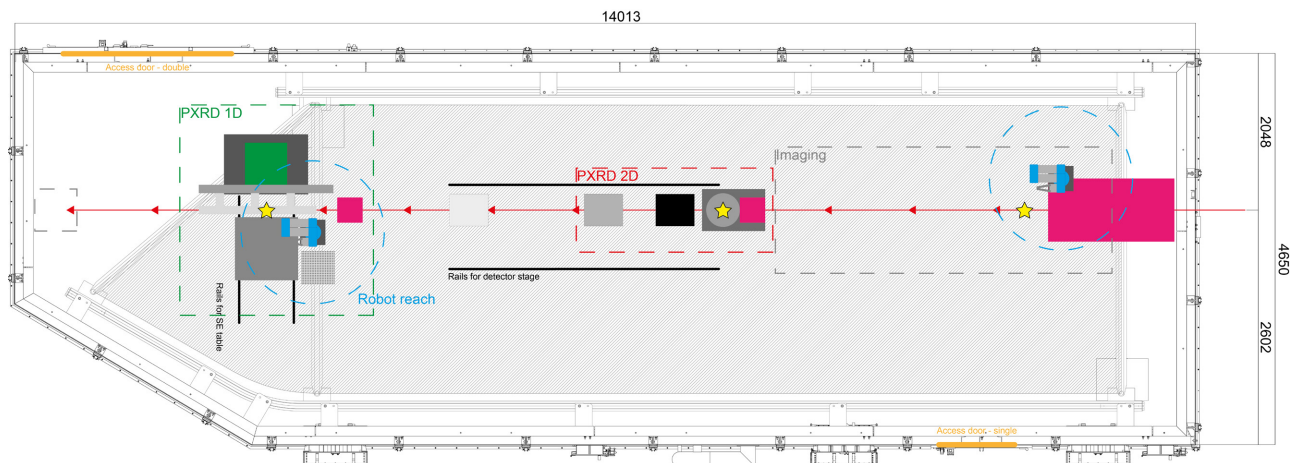 14013
Access door - double
PXRD 1D
2048
Imaging
PXRD 2D
4650
Rails for detector stage
Rails for SE table
Robot reach
2602
Access door - single